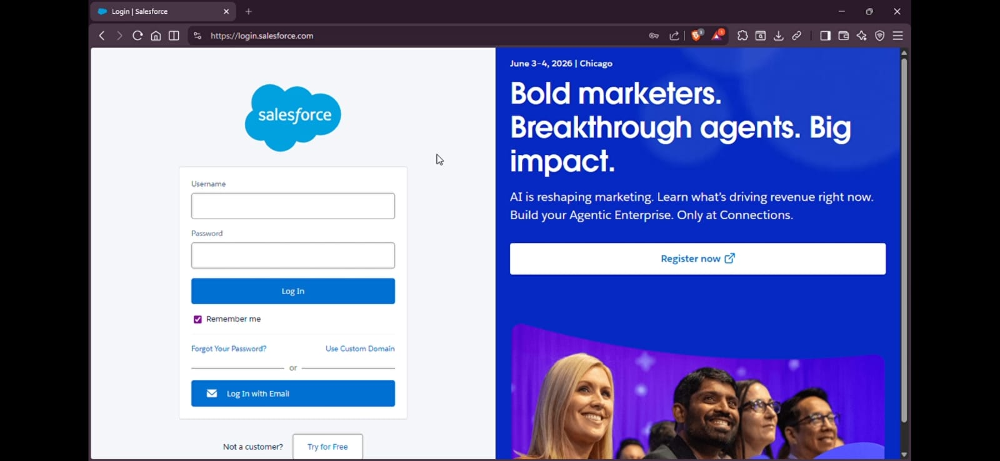 Login | Salesforce
https://login.salesforce.com
3
1
salesforce
Username
Password
Log In
Remember me
Forgot Your Password?
Use Custom Domain
or
Log In with Email
Not a customer?
Try for Free
June 3–4, 2026 | Chicago
Bold marketers.
Breakthrough agents. Big
impact.
AI is reshaping marketing. Learn what’s driving revenue right now.
Build your Agentic Enterprise. Only at Connections.
Register now